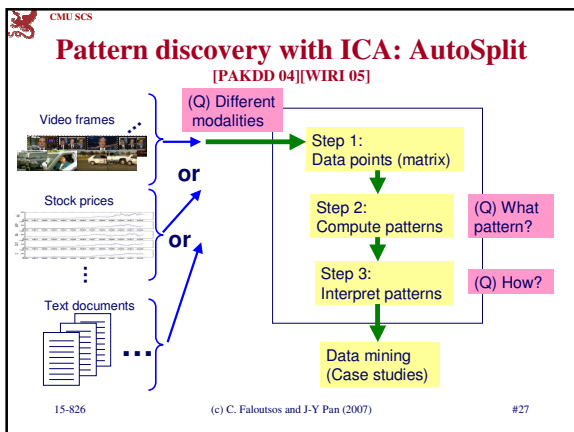 CMU SCS
Pattern discovery with ICA: AutoSplit
[PAKDD 04][WIRI 05]
Video frames
(Q) Different
modalities
Step 1:
Data points (matrix)
or
Stock prices
or
Step 2:
Compute patterns
(Q) What
pattern?
Step 3:
Interpret patterns
(Q) How?
Text documents
Data mining
(Case studies)
15-826
(c) C. Faloutsos and J-Y Pan (2007)
#27